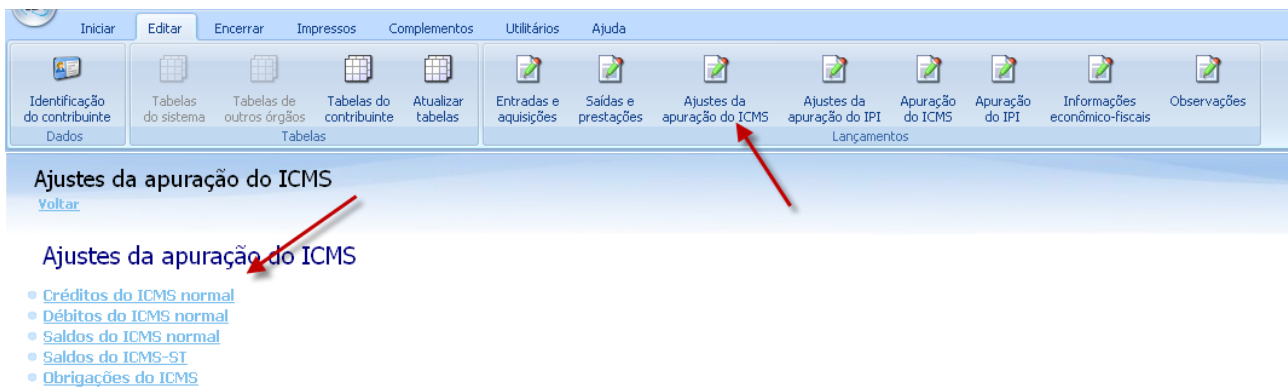 Iniciar Editar Encerrar Impressos Complementos Utilitários Ajuda
Identificação do contribuinte
Tabelas do sistema
Tabelas de outros órgãos
Tabelas do contribuinte
Atualizar tabelas
Entradas e aquisições
Saídas e prestações
Ajustes da apuração do ICMS
Ajustes da apuração do IPI
Apuração do ICMS
Apuração do IPI
Informações econômico-fiscais
Observações
Dados Tabelas Lançamentos
Ajustes da apuração do ICMS
Voltar
Ajustes da apuração do ICMS
Créditos do ICMS normal
Débitos do ICMS normal
Saldos do ICMS normal
Saldos do ICMS-ST
Obrigações do ICMS